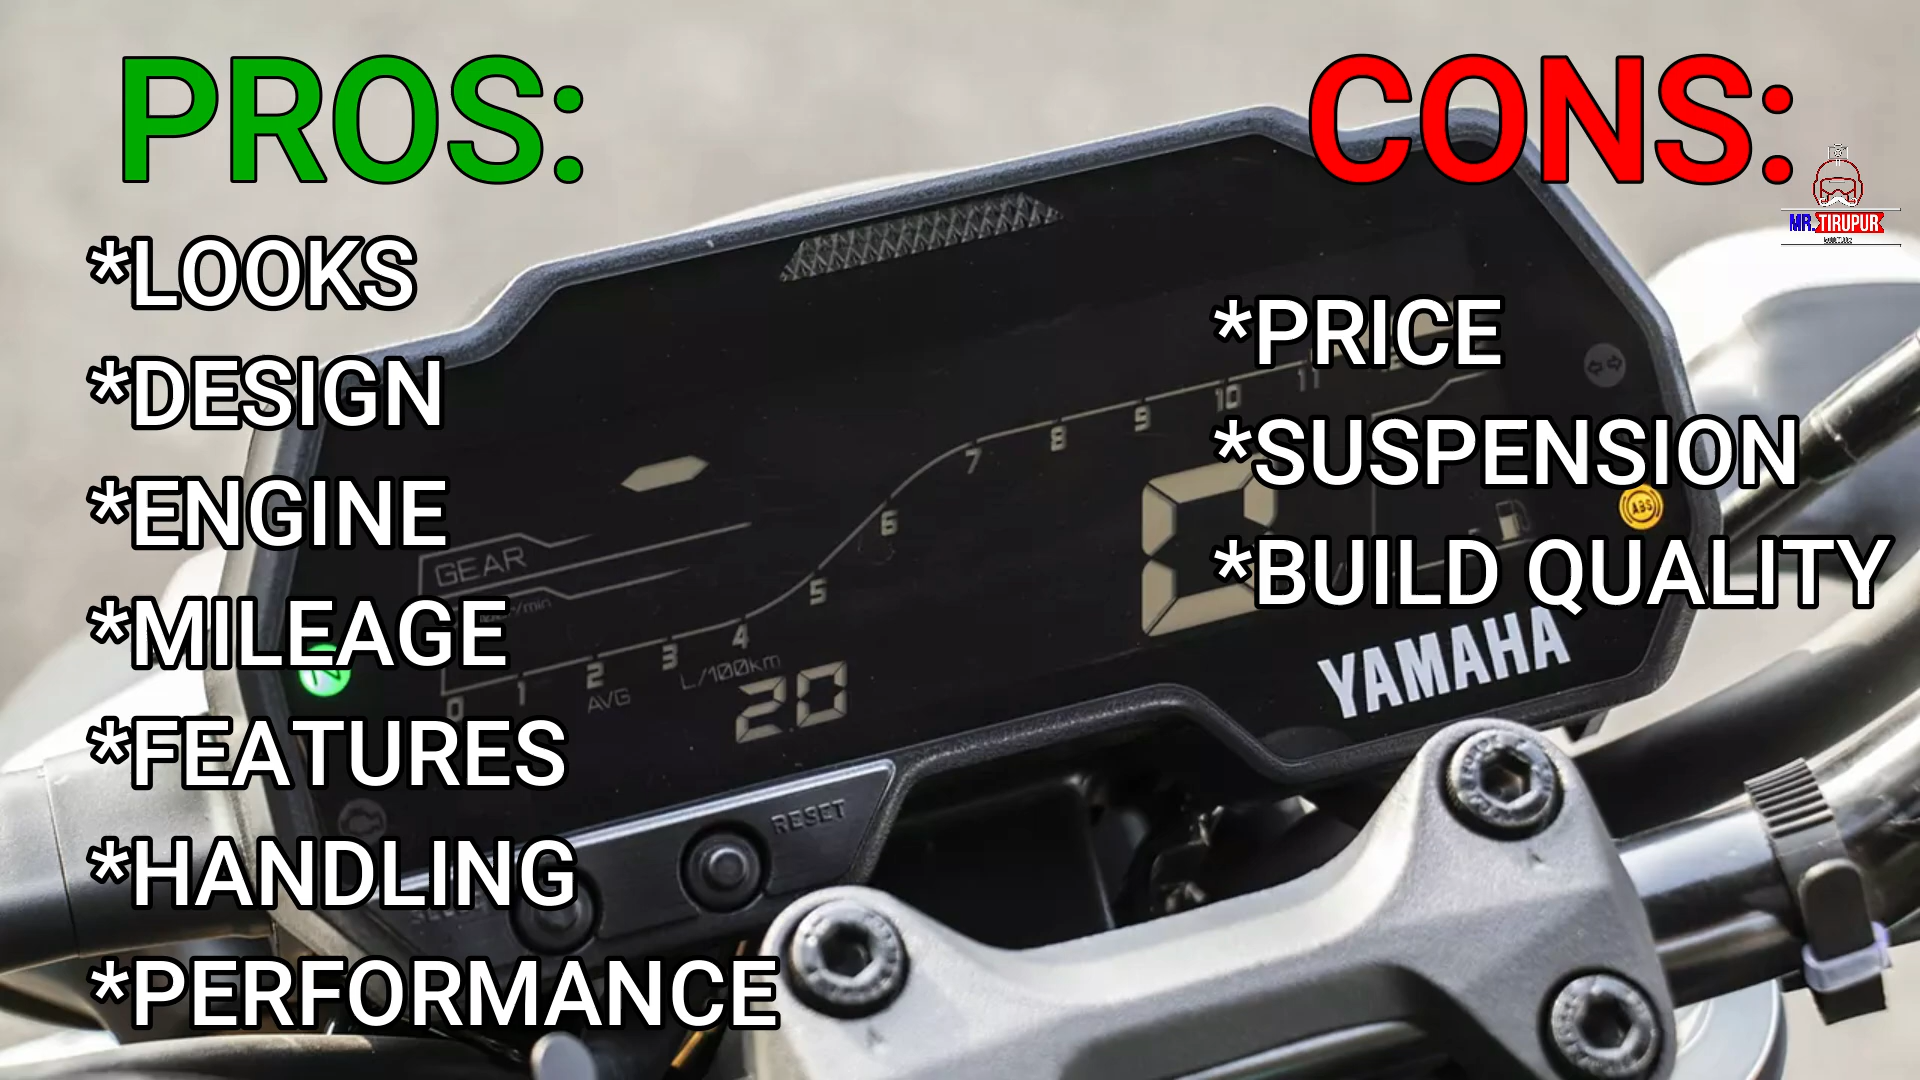 PROS:
*LOOKS
*DESIGN
*ENGINE
*MILEAGE
*FEATURES
*HANDLING
*PERFORMANCE
CONS:
*PRICE
*SUSPENSION
*BUILD QUALITY
MR.TIRUPUR
GEAR
0 1 2 3 4 5 6 7 8 9 10 11
AVG
L/100km
20
ABS
N
YAMAHA
RESET